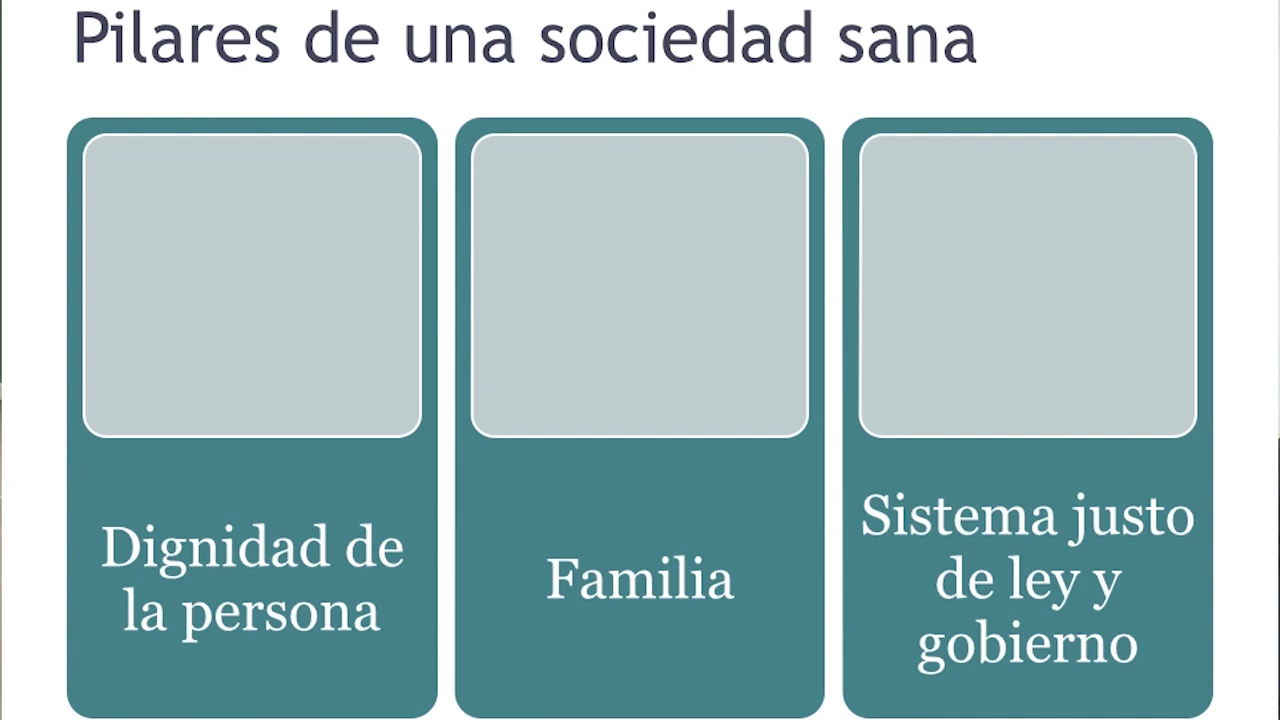 Pilares de una sociedad sana
Dignidad de
la persona
Familia
Sistema justo
de ley y
gobierno